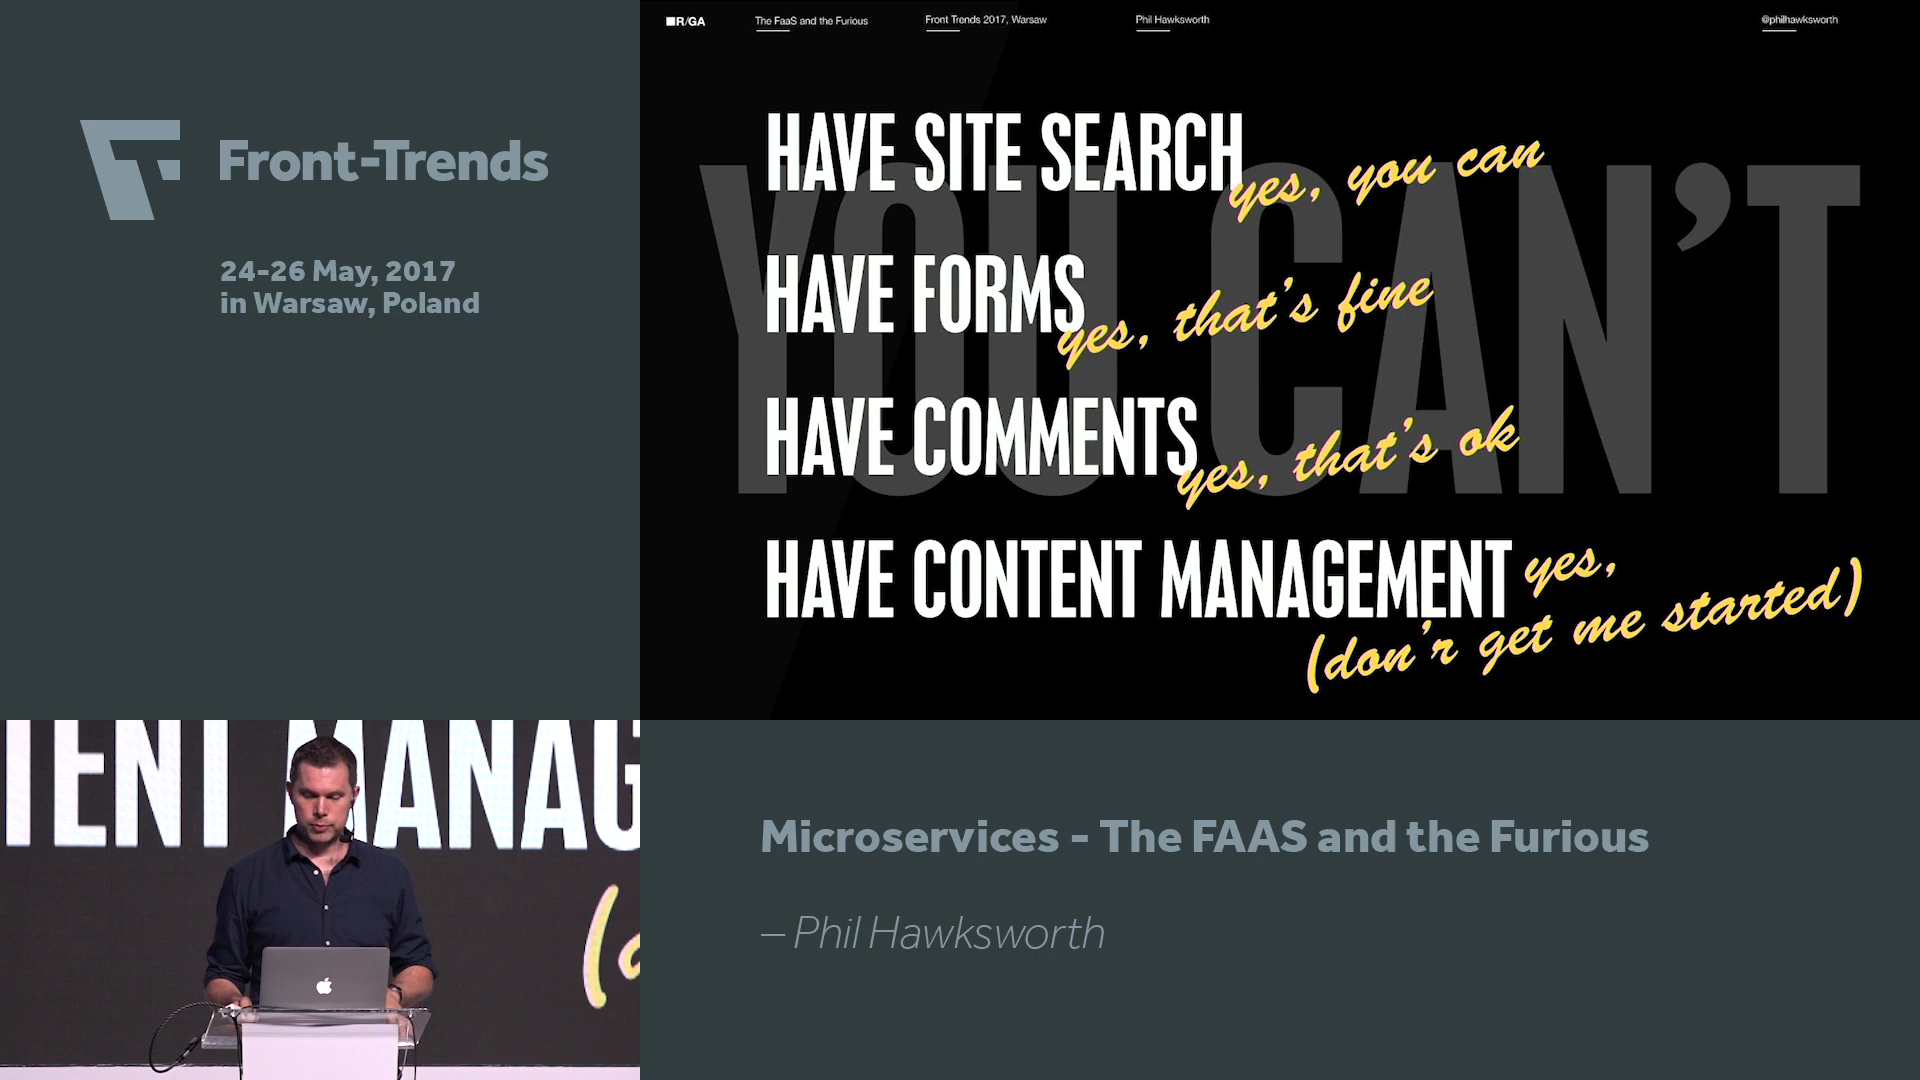 Front-Trends
24-26 May, 2017
in Warsaw, Poland
R/GA
The FaaS and the Furious
Front Trends 2017, Warsaw
Phil Hawksworth
@philhawksworth
YOU CAN'T
HAVE SITE SEARCH
yes, you can
HAVE FORMS
yes, that's fine
HAVE COMMENTS
yes, that's ok
HAVE CONTENT MANAGEMENT
yes,
(don'r get me started)
TENT MANAG
(d
Microservices - The FAAS and the Furious
– Phil Hawksworth